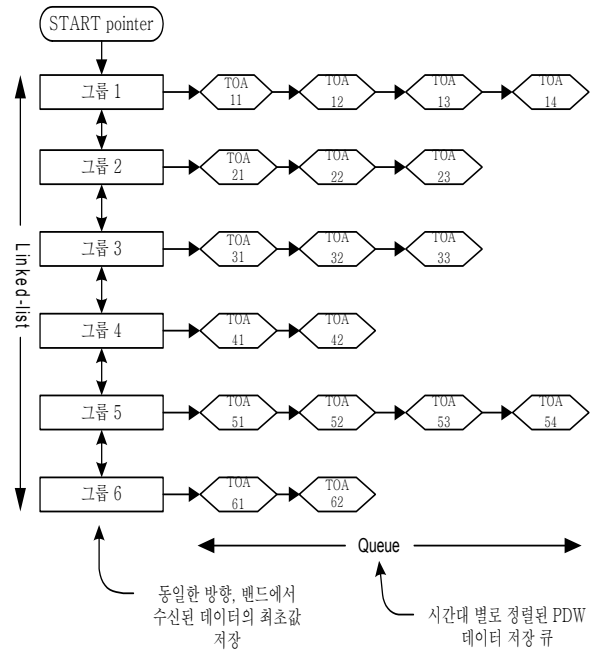 START pointer
그룹 1
TOA
11
TOA
12
TOA
13
TOA
14
그룹 2
TOA
21
TOA
22
TOA
23
그룹 3
TOA
31
TOA
32
TOA
33
그룹 4
TOA
41
TOA
42
그룹 5
TOA
51
TOA
52
TOA
53
TOA
54
그룹 6
TOA
61
TOA
62
Linked-list
Queue
동일한 방향, 밴드에서
수신된 데이터의 최초값
저장
시간대 별로 정렬된 PDW
데이터 저장 큐